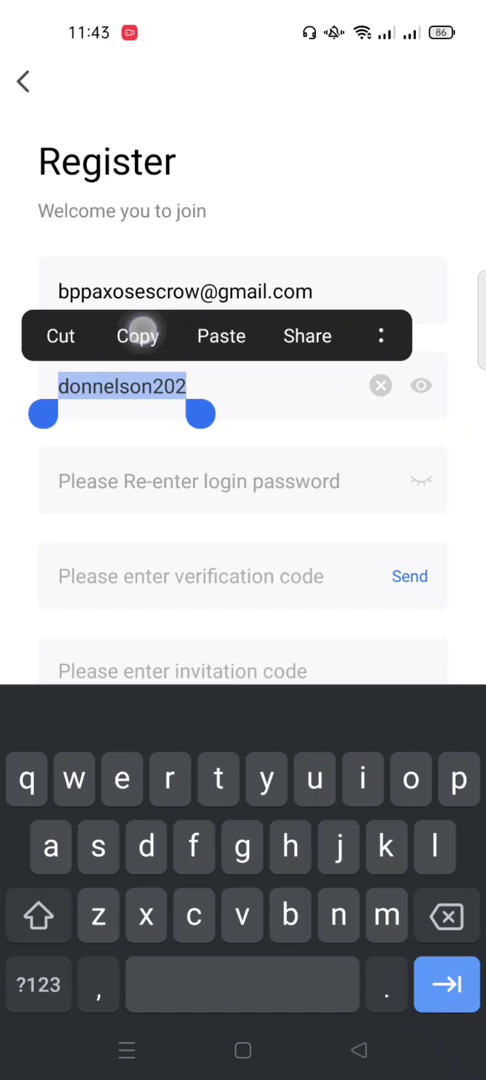 11:43
86
Register
Welcome you to join
bppaxosescrow@gmail.com
Cut Copy Paste Share
donnelson202
Please Re-enter login password
Please enter verification code Send
Please enter invitation code
q w e r t y u i o p
a s d f g h j k l
z x c v b n m
?123 , .